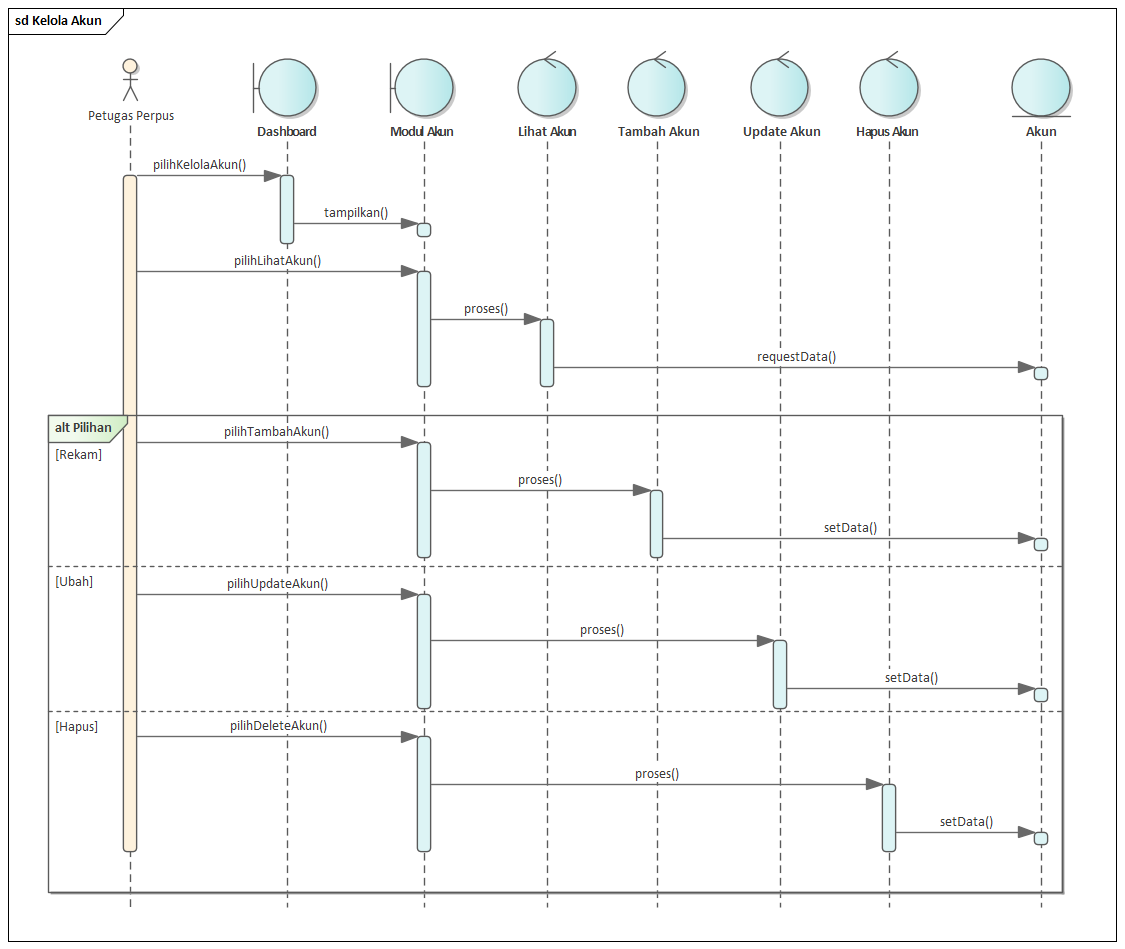 sd Kelola Akun
Petugas Perpus
Dashboard
Modul Akun
Lihat Akun
Tambah Akun
Update Akun
Hapus Akun
Akun
pilihKelolaAkun()
tampilkan()
pilihLihatAkun()
proses()
requestData()
alt Pilihan
pilihTambahAkun()
[Rekam]
proses()
setData()
[Ubah]
pilihUpdateAkun()
proses()
setData()
[Hapus]
pilihDeleteAkun()
proses()
setData()